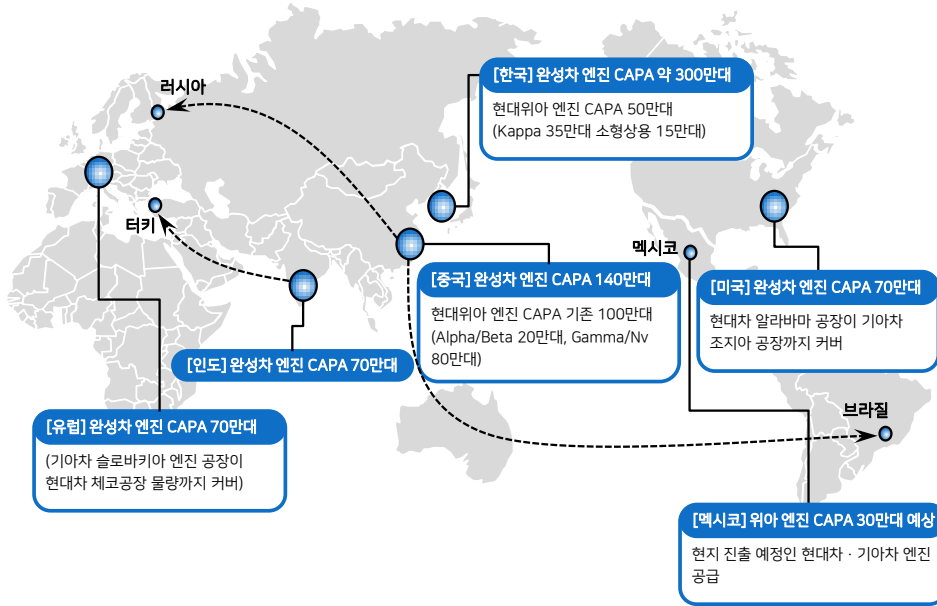 러시아
[한국] 완성차 엔진 CAPA 약 300만대
현대위아 엔진 CAPA 50만대
(Kappa 35만대 소형상용 15만대)
터키
멕시코
[중국] 완성차 엔진 CAPA 140만대
현대위아 엔진 CAPA 기존 100만대
(Alpha/Beta 20만대, Gamma/Nv
80만대)
[미국] 완성차 엔진 CAPA 70만대
현대차 알라바마 공장이 기아차
조지아 공장까지 커버
[인도] 완성차 엔진 CAPA 70만대
[유럽] 완성차 엔진 CAPA 70만대
(기아차 슬로바키아 엔진 공장이
현대차 체코공장 물량까지 커버)
브라질
[멕시코] 위아 엔진 CAPA 30만대 예상
현지 진출 예정인 현대차 · 기아차 엔진
공급